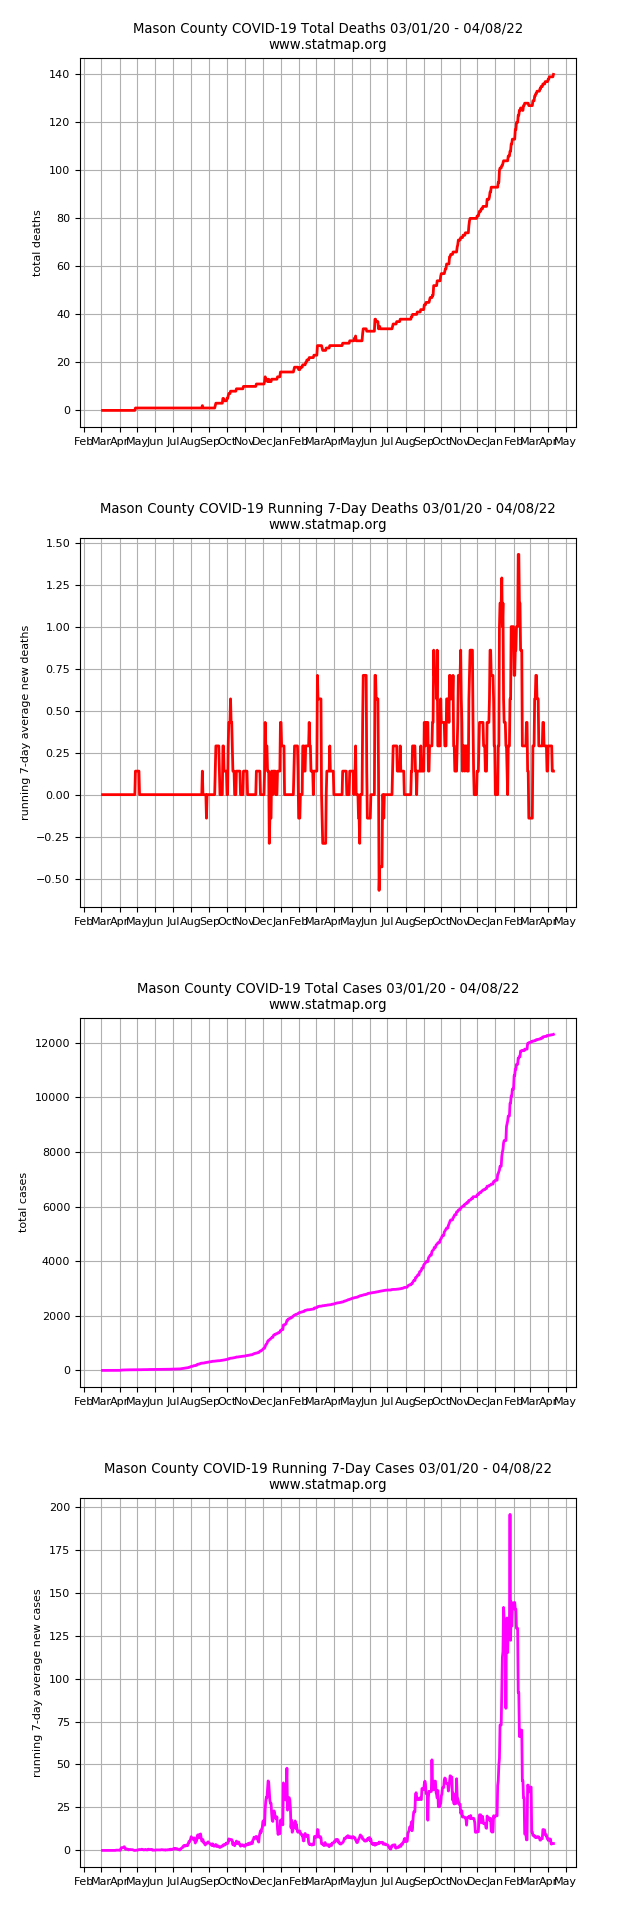 Mason County COVID-19 Total Deaths 03/01/20 - 04/08/22
www.statmap.org
140
120
100
80
60
40
20
0
total deaths
Feb Mar Apr May Jun Jul Aug Sep Oct Nov Dec Jan Feb Mar Apr May Jun Jul Aug Sep Oct Nov Dec Jan Feb Mar Apr May
Mason County COVID-19 Running 7-Day Deaths 03/01/20 - 04/08/22
www.statmap.org
1.50
1.25
1.00
0.75
0.50
0.25
0.00
−0.25
−0.50
running 7-day average new deaths
Feb Mar Apr May Jun Jul Aug Sep Oct Nov Dec Jan Feb Mar Apr May Jun Jul Aug Sep Oct Nov Dec Jan Feb Mar Apr May
Mason County COVID-19 Total Cases 03/01/20 - 04/08/22
www.statmap.org
12000
10000
8000
6000
4000
2000
0
total cases
Feb Mar Apr May Jun Jul Aug Sep Oct Nov Dec Jan Feb Mar Apr May Jun Jul Aug Sep Oct Nov Dec Jan Feb Mar Apr May
Mason County COVID-19 Running 7-Day Cases 03/01/20 - 04/08/22
www.statmap.org
200
175
150
125
100
75
50
25
0
running 7-day average new cases
Feb Mar Apr May Jun Jul Aug Sep Oct Nov Dec Jan Feb Mar Apr May Jun Jul Aug Sep Oct Nov Dec Jan Feb Mar Apr May